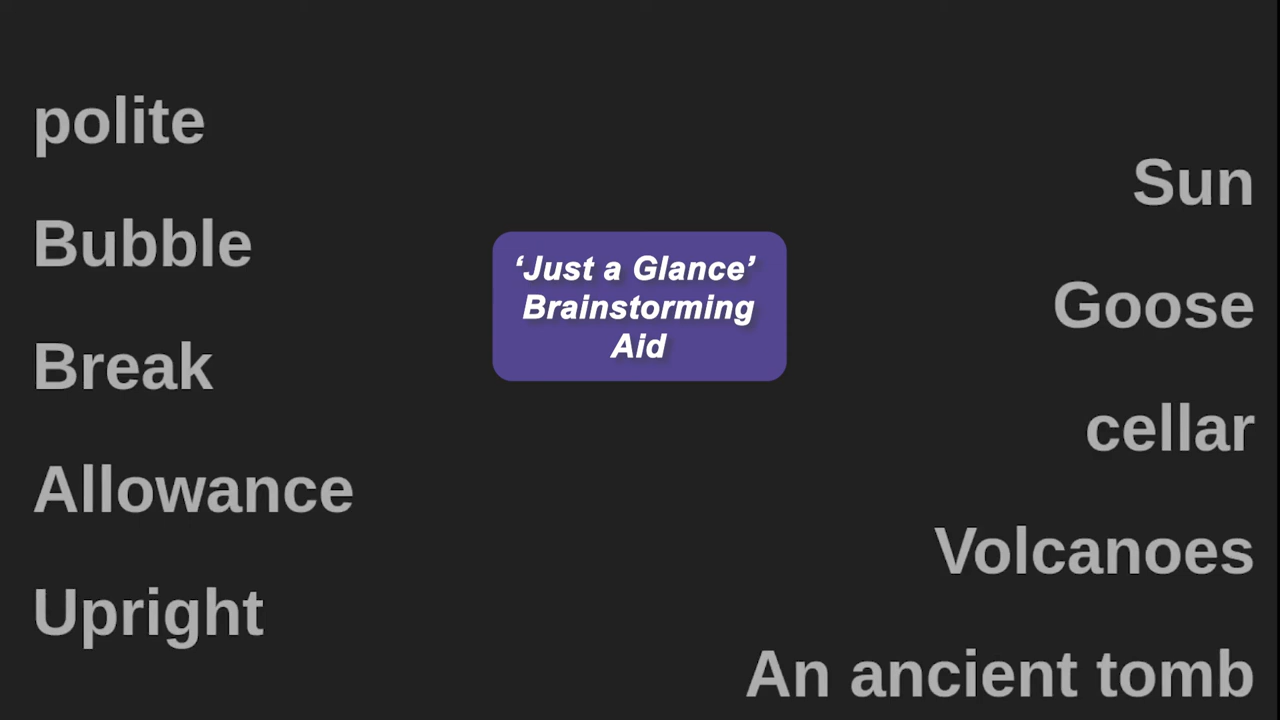 polite
Bubble
Break
Allowance
Upright
‘Just a Glance’
Brainstorming
Aid
Sun
Goose
cellar
Volcanoes
An ancient tomb